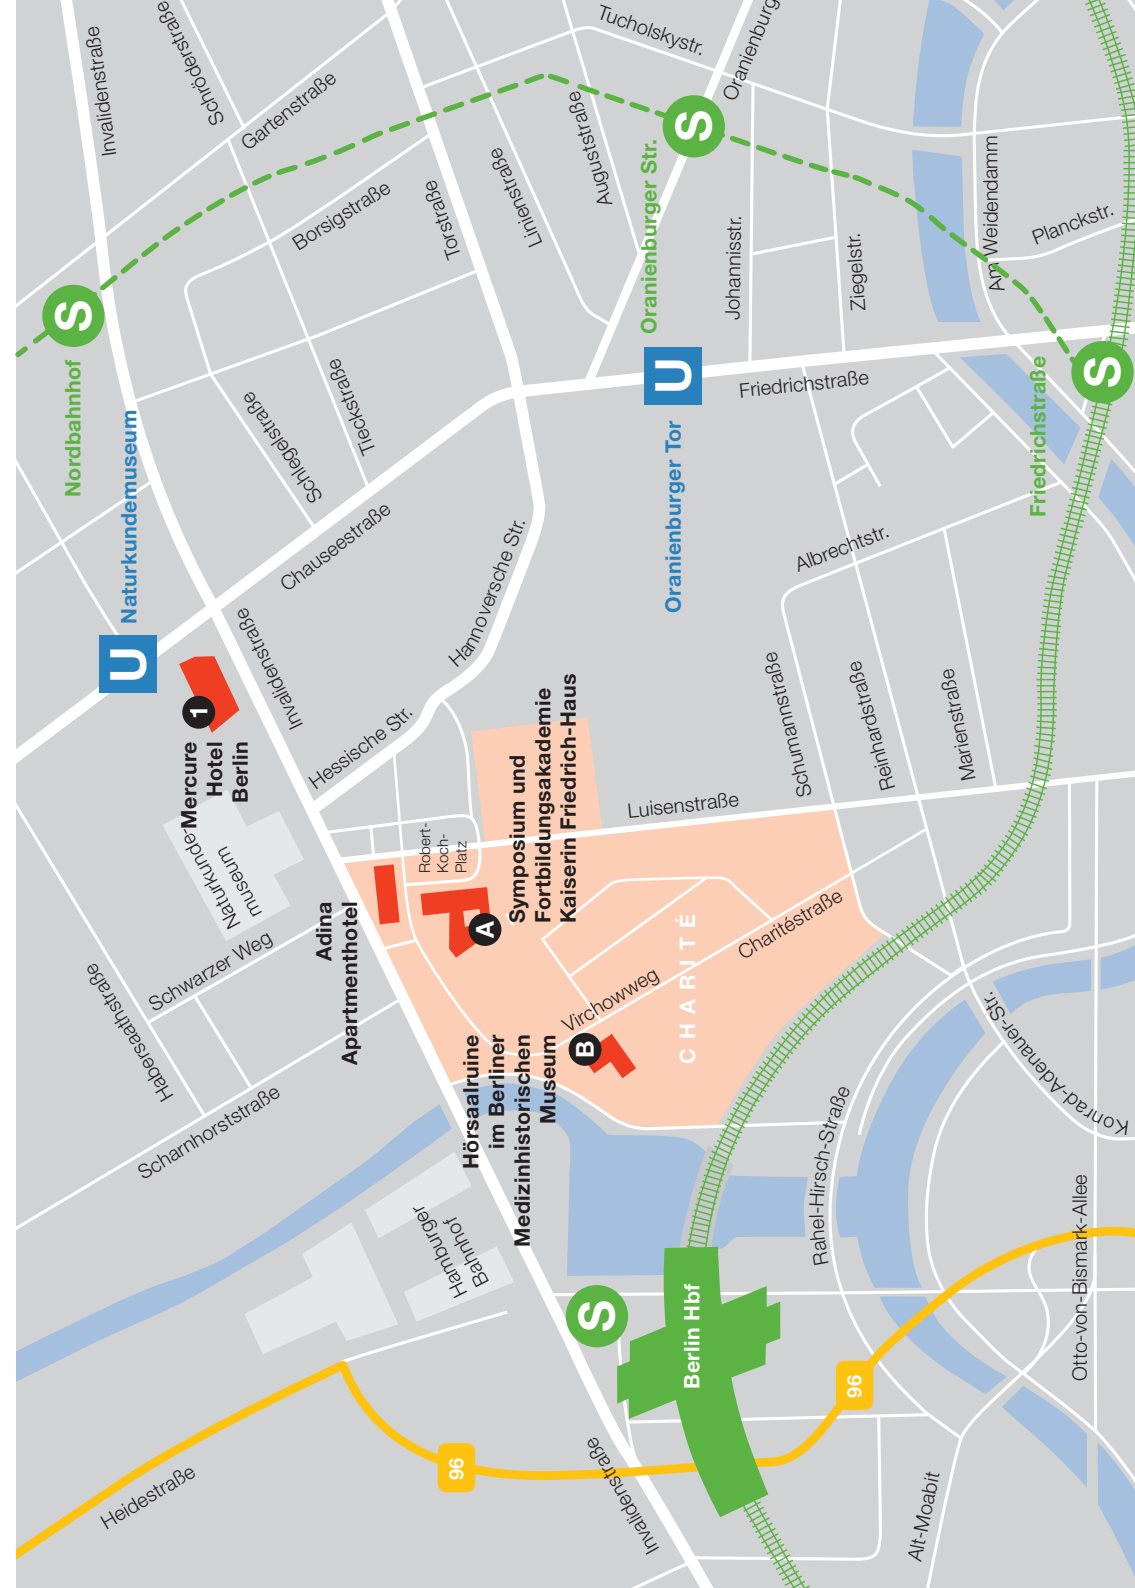 Heidestraße
Scharnhorststraße
Habersaathstraße
Schwarzer Weg
Naturkunde-
museum
Mercure
Hotel
Berlin
1
U
Naturkundemuseum
Nordbahnhof
S
Invalidenstraße
Schröderstraße
Gartenstraße
Borsigstraße
Tieckstraße
Schlegelstraße
Chausseestraße
Invalidenstraße
Hessische Str.
Hannoversche Str.
Torstraße
Linienstraße
Auguststraße
Tucholskystr.
Oranienburg
Oranienburger Str.
S
Adina
Apartmenthotel
Robert-
Koch-
Platz
A
Symposium und
Fortbildungsakademie
Kaiserin Friedrich-Haus
Hamburger
Bahnhof
96
Hörsaalruine
im Berliner
Medizinhistorischen
Museum
B
Virchowweg
CHARITÉ
Charitéstraße
Luisenstraße
Oranienburger Tor
U
Johannisstr.
Friedrichstraße
Ziegelstr.
Schumannstraße
Albrechtstr.
Reinhardstraße
Marienstraße
Am Weidendamm
Planckstr.
Friedrichstraße
S
Invalidenstraße
S
Berlin Hbf
96
Rahel-Hirsch-Straße
Alt-Moabit
Konrad-Adenauer-Str.
Otto-von-Bismark-Allee